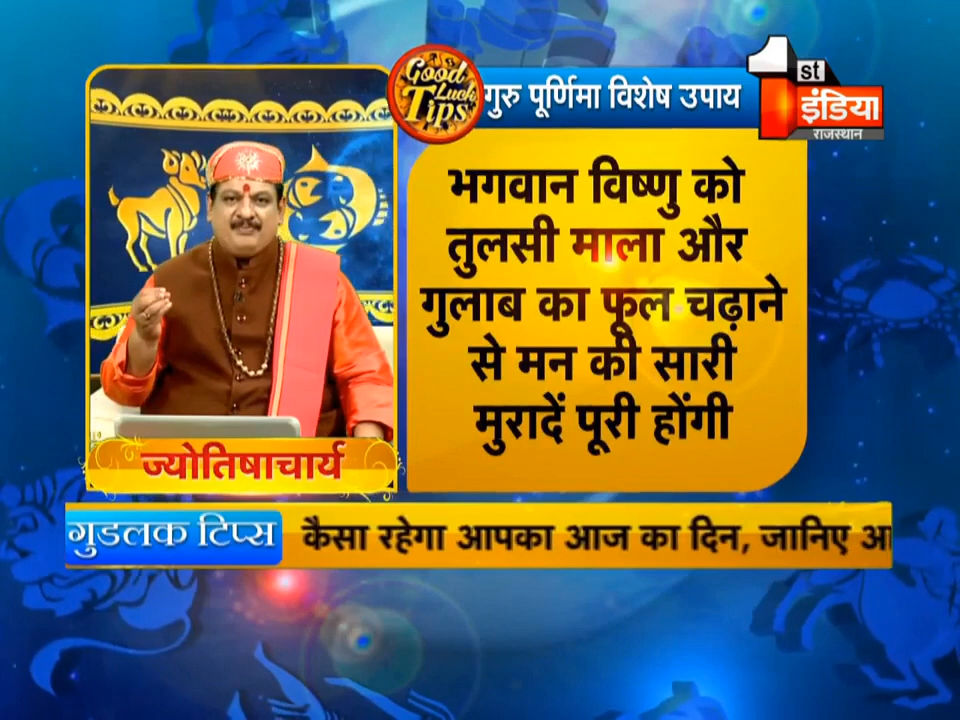 Good
Luck
Tips
गुरु पूर्णिमा विशेष उपाय
1st
इंडिया
राजस्थान
भगवान विष्णु को
तुलसी माला और
गुलाब का फूल चढ़ाने
से मन की सारी
मुरादें पूरी होंगी
ज्योतिषाचार्य
गुडलक टिप्स
कैसा रहेगा आपका आज का दिन, जानिए